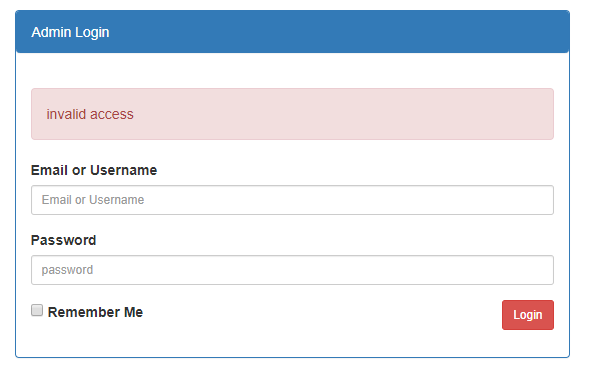 Admin Login
invalid access
Email or Username
Email or Username
Password
password
Remember Me
Login